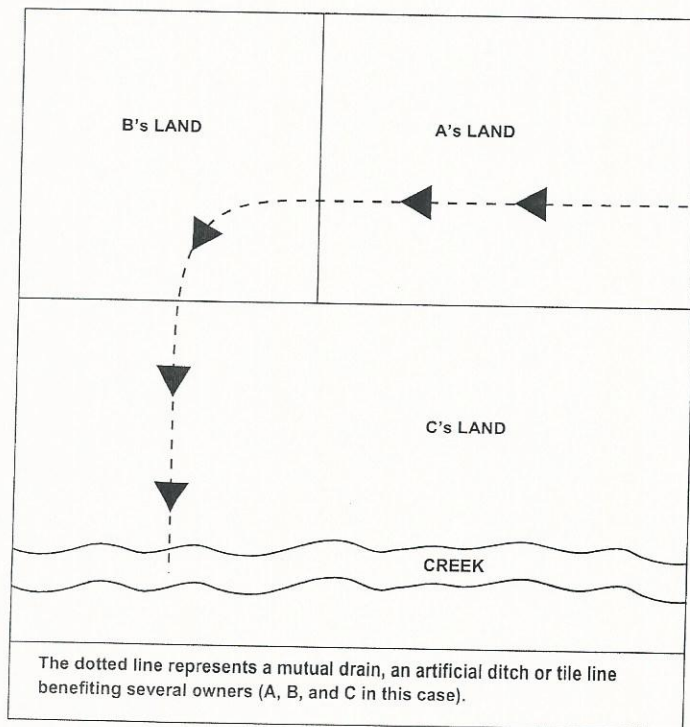 B's LAND
A's LAND
C's LAND
CREEK
The dotted line represents a mutual drain, an artificial ditch or tile line
benefiting several owners (A, B, and C in this case).